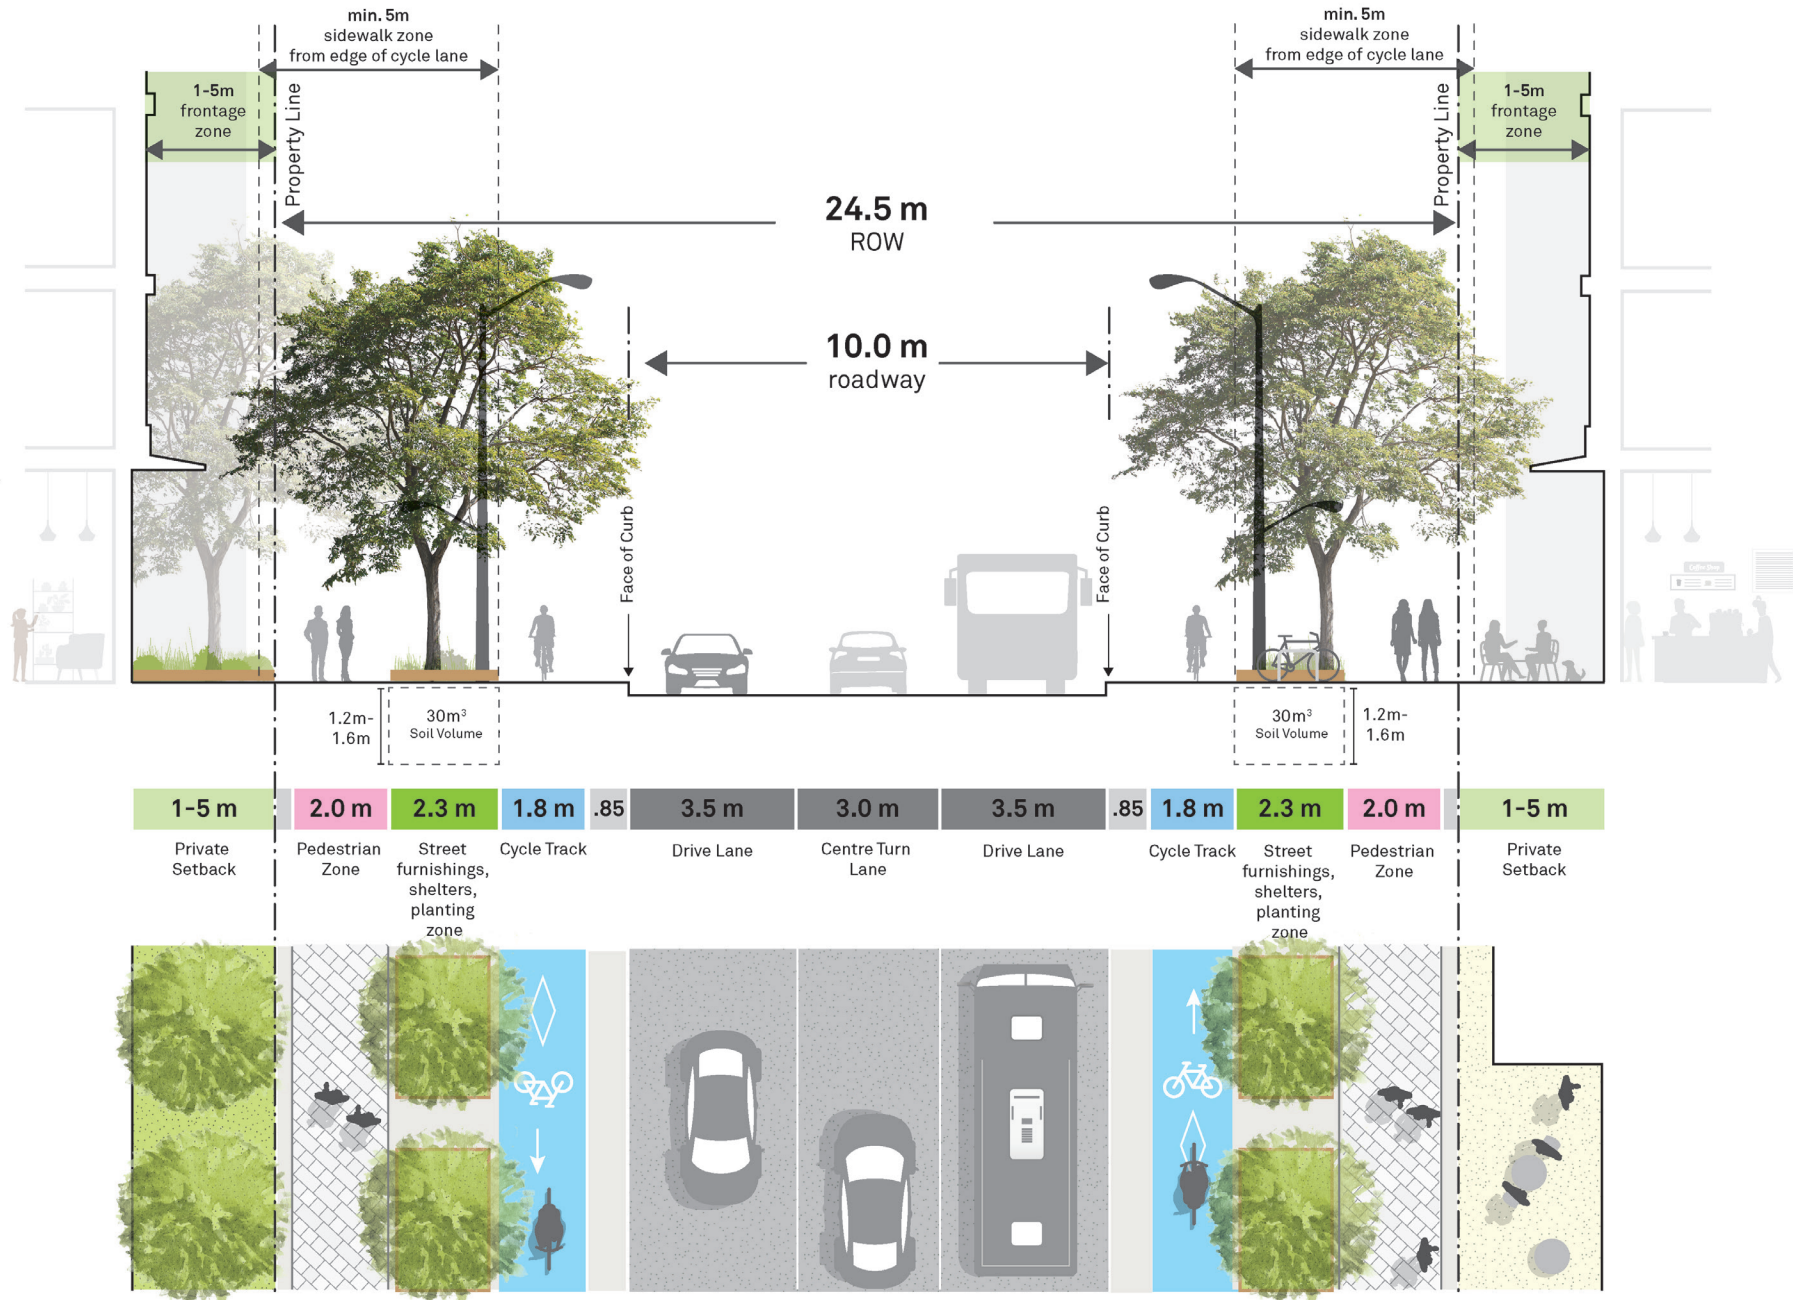 min. 5m
sidewalk zone
from edge of cycle lane
min. 5m
sidewalk zone
from edge of cycle lane
1-5m
frontage
zone
Property Line
Property Line
1-5m
frontage
zone
24.5 m
ROW
10.0 m
roadway
Face of Curb
Face of Curb
Coffee Shop
1.2m-
1.6m
30m³
Soil Volume
30m³
Soil Volume
1.2m-
1.6m
1-5 m
2.0 m
2.3 m
1.8 m
.85
3.5 m
3.0 m
3.5 m
.85
1.8 m
2.3 m
2.0 m
1-5 m
Private
Setback
Pedestrian
Zone
Street
furnishings,
shelters,
planting
zone
Cycle Track
Drive Lane
Centre Turn
Lane
Drive Lane
Cycle Track
Street
furnishings,
shelters,
planting
zone
Pedestrian
Zone
Private
Setback